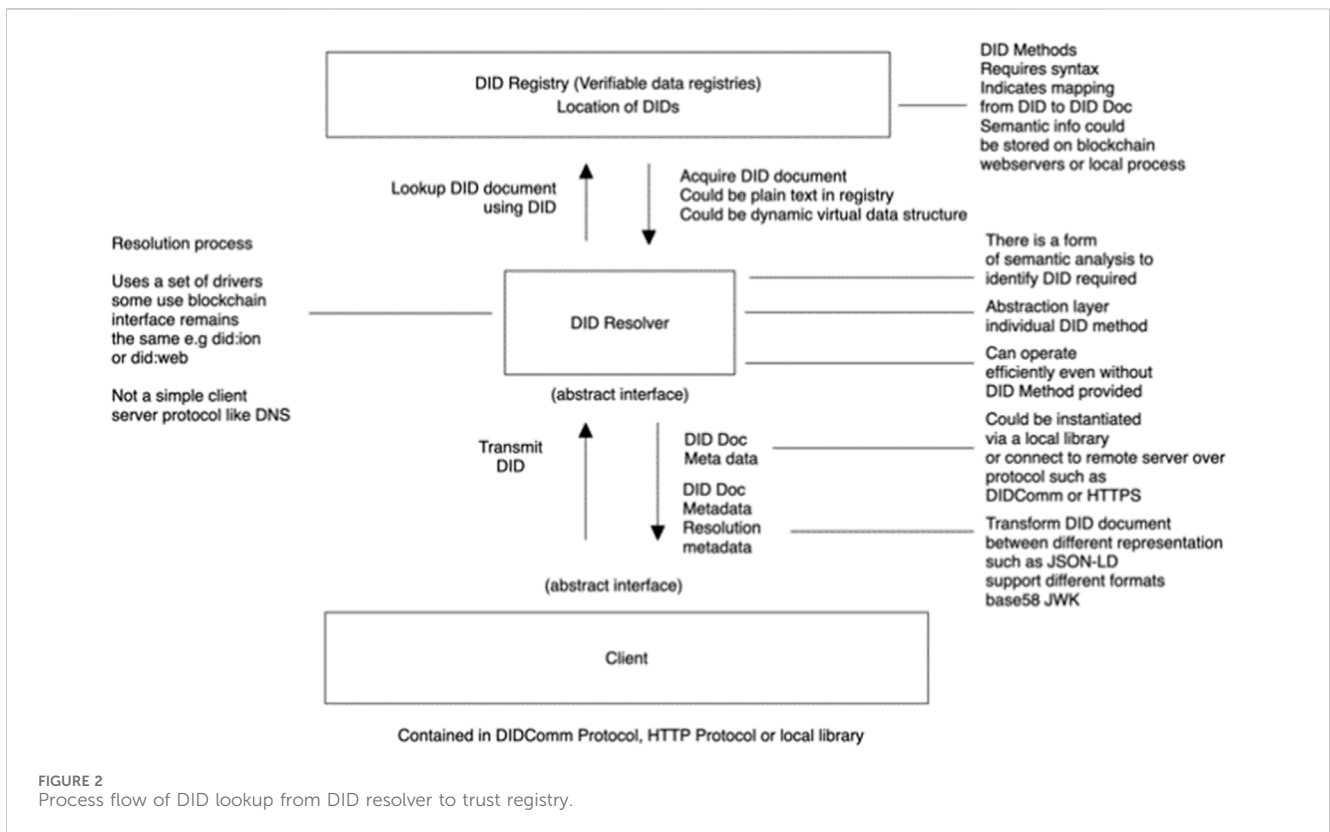 DID Registry (Verifiable data registries)
Location of DIDs
DID Methods
Requires syntax
Indicates mapping
from DID to DID Doc
Semantic info could
be stored on blockchain
webservers or local process
Lookup DID document
using DID
Acquire DID document
Could be plain text in registry
Could be dynamic virtual data structure
Resolution process
Uses a set of drivers
some use blockchain
interface remains
the same e.g did:ion
or did:web
Not a simple client
server protocol like DNS
DID Resolver
(abstract interface)
There is a form
of semantic analysis to
identify DID required
Abstraction layer
individual DID method
Can operate
efficiently even without
DID Method provided
Transmit
DID
DID Doc
Meta data
DID Doc
Metadata
Resolution
metadata
Could be instantiated
via a local library
or connect to remote server over
protocol such as
DIDComm or HTTPS
Transform DID document
between different representation
such as JSON-LD
support different formats
base58 JWK
(abstract interface)
Client
Contained in DIDComm Protocol, HTTP Protocol or local library
FIGURE 2
Process flow of DID lookup from DID resolver to trust registry.